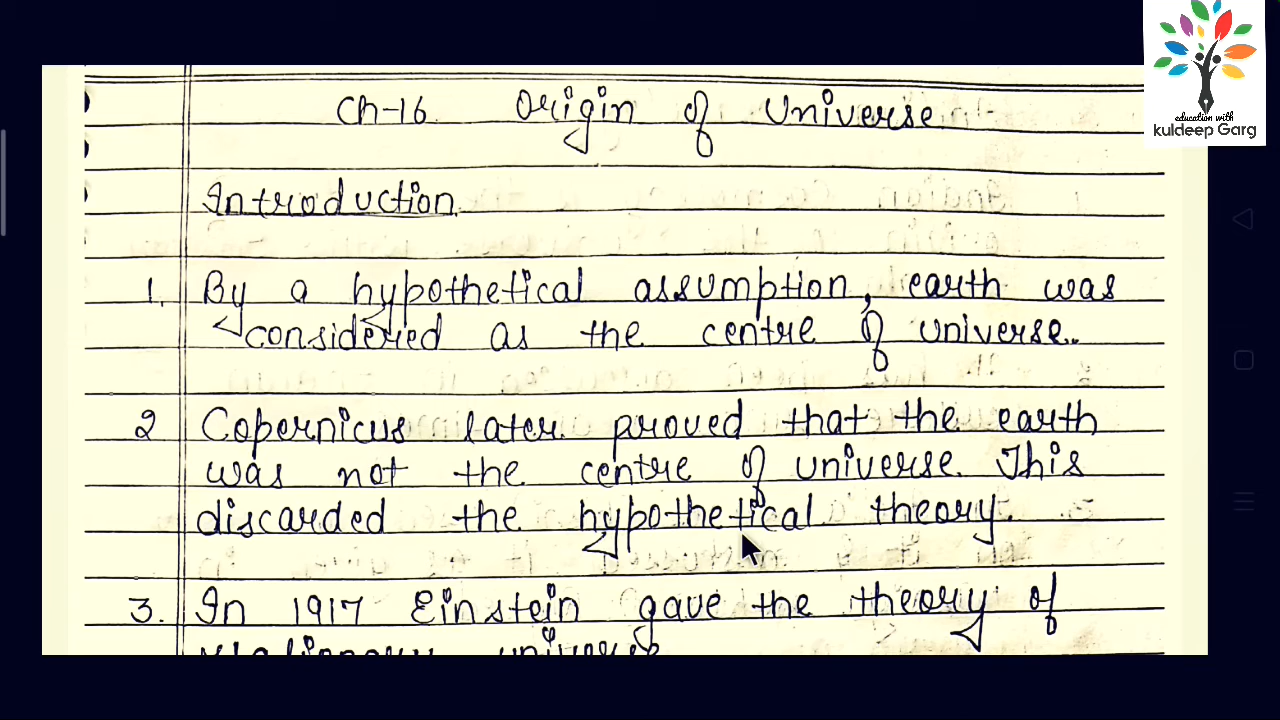 education with
kuldeep Garg
Ch-16 Origin of Universe
Introduction
1. By a hypothetical assumption, earth was
considered as the centre of universe.
2 Copernicus later proved that the earth
was not the centre of universe. This
discarded the hypothetical theory.
3. In 1917 Einstein gave the theory of
stationary universe